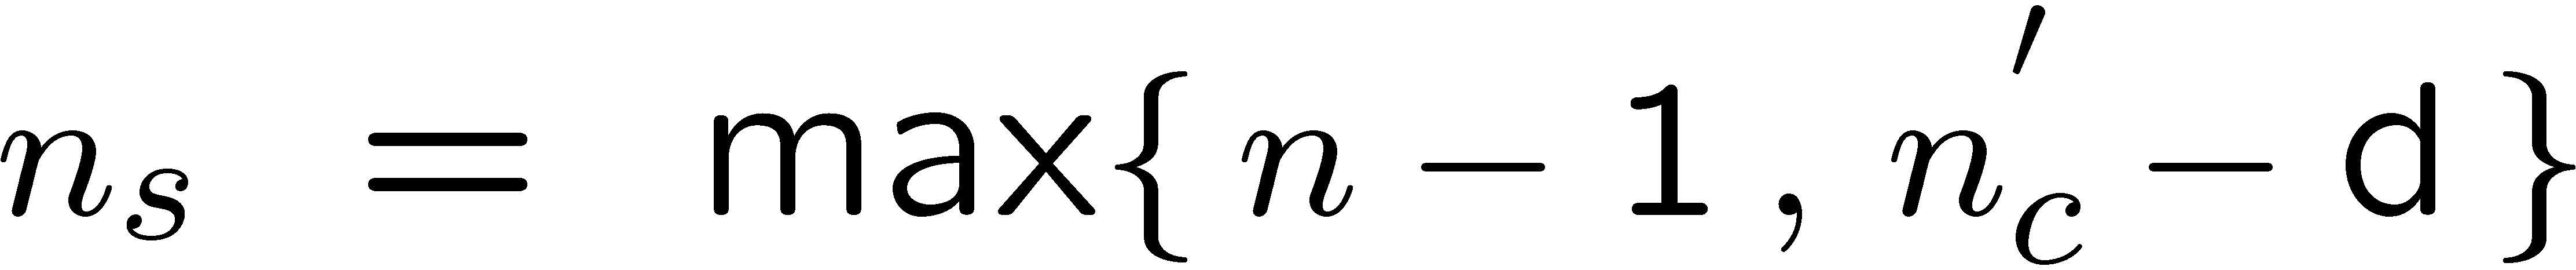 n_s = max{ n − 1 , n_c′ − d }